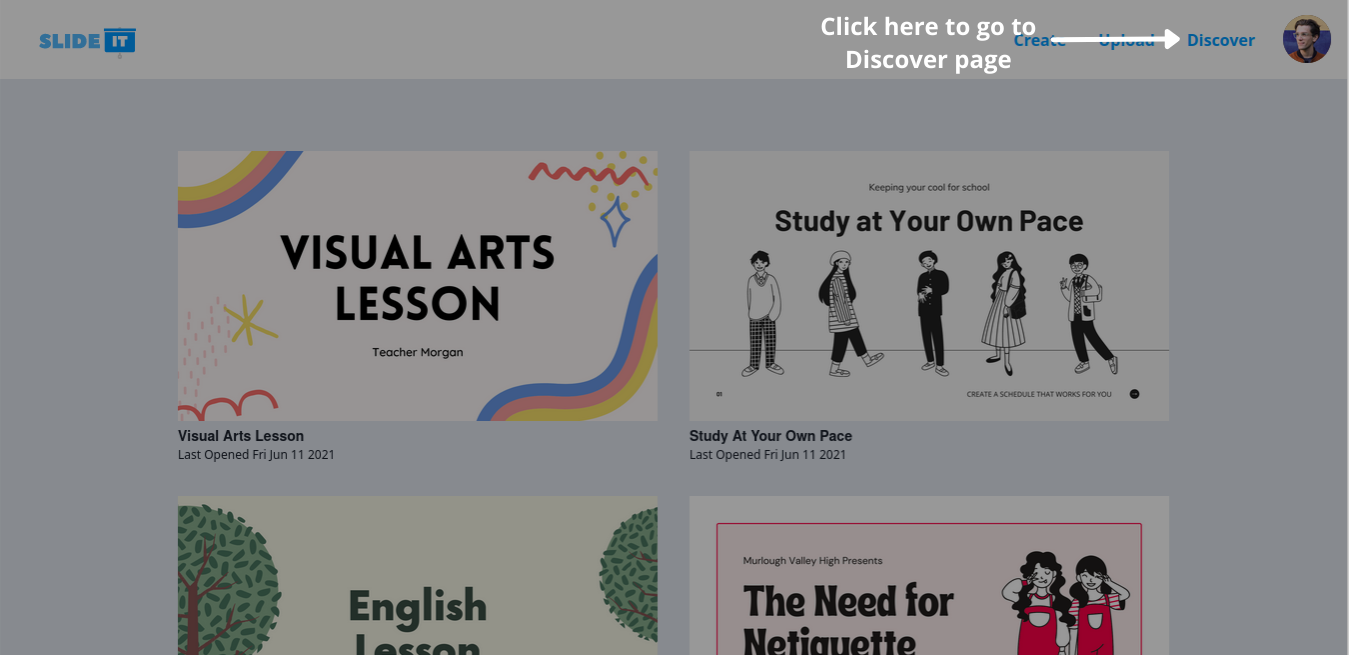 SLIDE IT
Click here to go to
Discover page
Create
Upload
Discover
VISUAL ARTS
LESSON
Teacher Morgan
Visual Arts Lesson
Last Opened Fri Jun 11 2021
Keeping your cool for school
Study at Your Own Pace
01
CREATE A SCHEDULE THAT WORKS FOR YOU
Study At Your Own Pace
Last Opened Fri Jun 11 2021
English
Lesson
Murlough Valley High Presents
The Need for
Netiquette